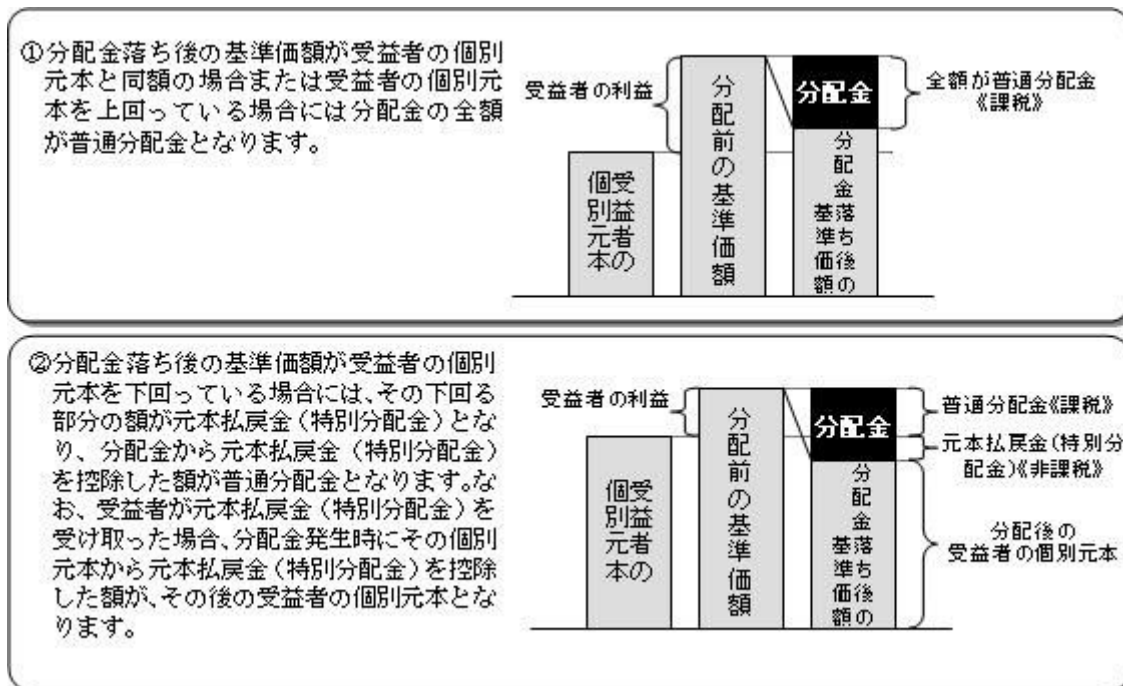 ①分配金落ち後の基準価額が受益者の個別
元本と同額の場合または受益者の個別元
本を上回っている場合には分配金の全額
が普通分配金となります。
受益者の利益
受益者の
個別元本
分配前の基準価額
分配金
分配金落ち後の
基準価額
全額が普通分配金
《課税》
②分配金落ち後の基準価額が受益者の個別
元本を下回っている場合には、その下回る
部分の額が元本払戻金（特別分配金）とな
り、分配金から元本払戻金（特別分配金）
を控除した額が普通分配金となります。な
お、受益者が元本払戻金（特別分配金）を
受け取った場合、分配金発生時にその個別
元本から元本払戻金（特別分配金）を控除
した額が、その後の受益者の個別元本とな
ります。
受益者の利益
受益者の
個別元本
分配前の基準価額
分配金
分配金落ち後の
基準価額
普通分配金《課税》
元本払戻金(特別分
配金)《非課税》
分配後の
受益者の個別元本